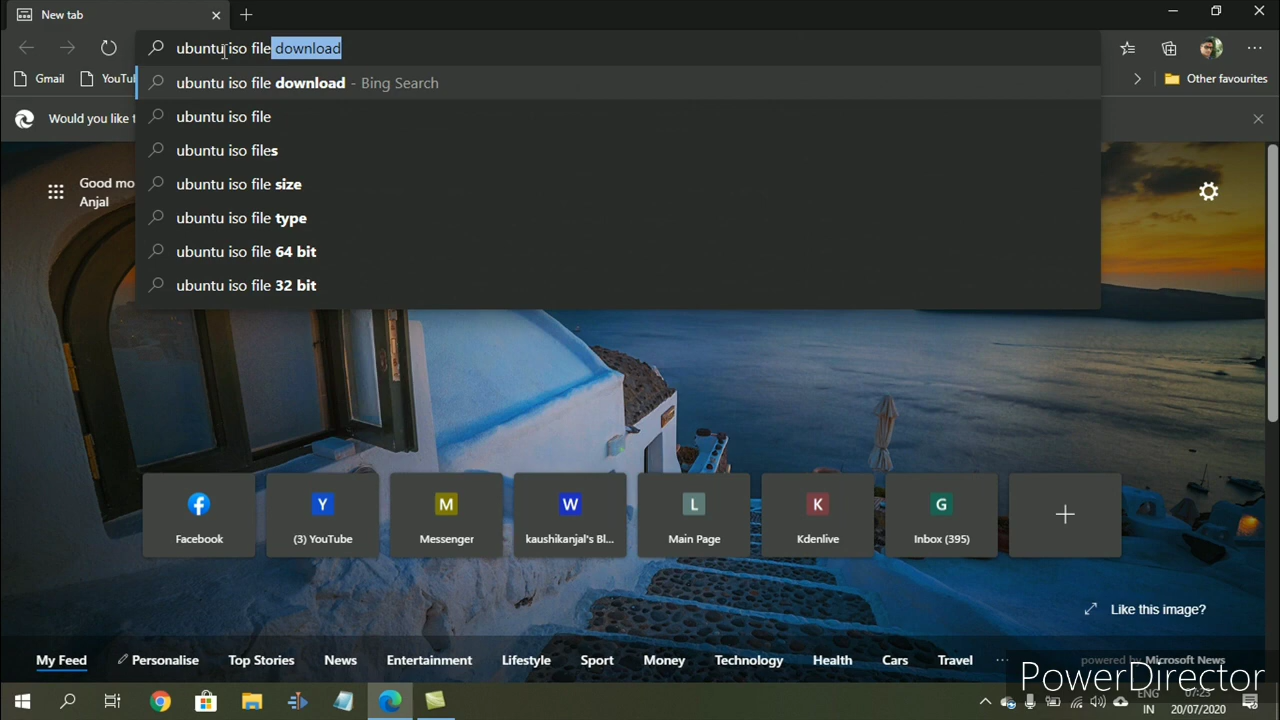 New tab
ubuntu iso file download
Gmail
YouTul
Other favourites
ubuntu iso file download - Bing Search
Would you like t
ubuntu iso file
ubuntu iso files
Good mo
Anjal
ubuntu iso file size
ubuntu iso file type
ubuntu iso file 64 bit
ubuntu iso file 32 bit
Y
M
W
L
K
G
Facebook
(3) YouTube
Messenger
kaushikanjal's Bl...
Main Page
Kdenlive
Inbox (395)
Like this image?
My Feed
Personalise
Top Stories
News
Entertainment
Lifestyle
Sport
Money
Technology
Health
Cars
Travel
powered by Microsoft News
PowerDirector
ENG
07:23
IN
20/07/2020